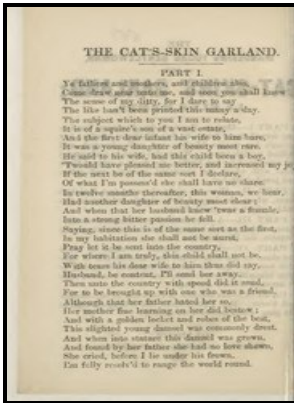 THE CAT'S-SKIN GARLAND.
PART I.
Ye fathers and mothers, and children also,
Come draw near unto me, and soon you shall know
The sense of my ditty, for I dare to say
The like han't been printed this many a day.
The subject which to you I am to relate,
It is of a squire's son of a vast estate,
And the first dear infant his wife to him bare,
It was a young daughter of beauty most rare.
He said to his wife, had this child been a boy,
'Twould have pleased me better, and increased my jo
If the next be of the same sort I declare,
Of what I'm possess'd she shall have no share.
In twelve months thereafter, this woman, we hear,
Had another daughter of beauty most clear;
And when that her husband knew 'twas a female,
Into a strong bitter passion he fell.
Saying, since this is of the same sort as the first,
In my habitation she shall not be nurst,
Pray let it be sent into the country,
For where I am truly, this child shall not be.
With tears his dear wife to him thus did say,
Husband, be content, I'll send her away.
Then unto the country with speed did it send,
For to be brought up with one who was a friend.
Although that her father hated her so,
Her mother fine learning on her did bestow;
And with a golden locket and robes of the best,
This slighted young damsel was commonly drest.
And when into stature this damsel was grown,
And found by her father she had no love shewn,
She cried, before I lie under his frown,
I'm fully resolv'd to range the world round.